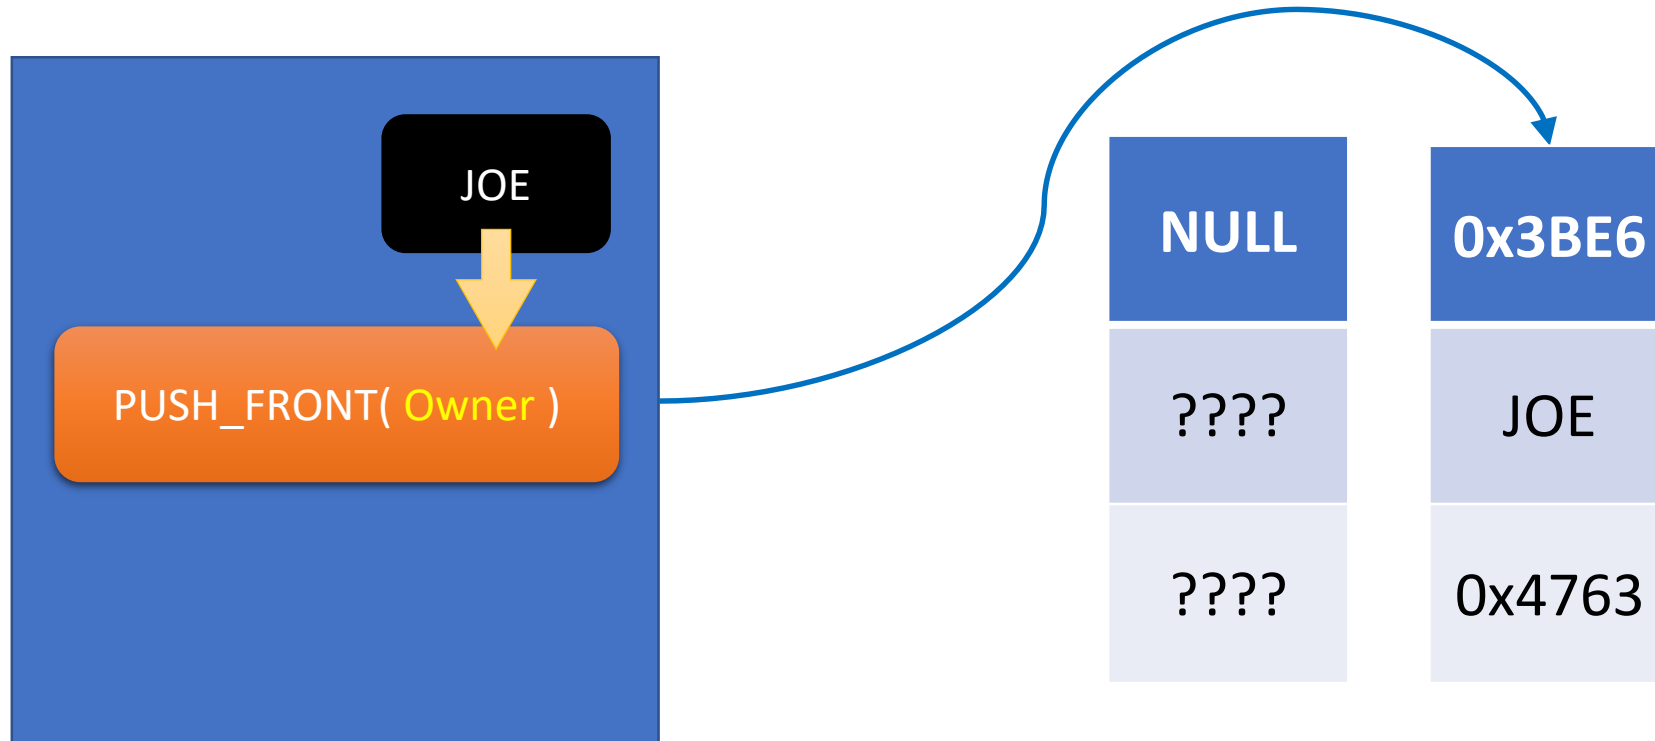 JOE
PUSH_FRONT( Owner )
NULL
????
????
0x3BE6
JOE
0x4763